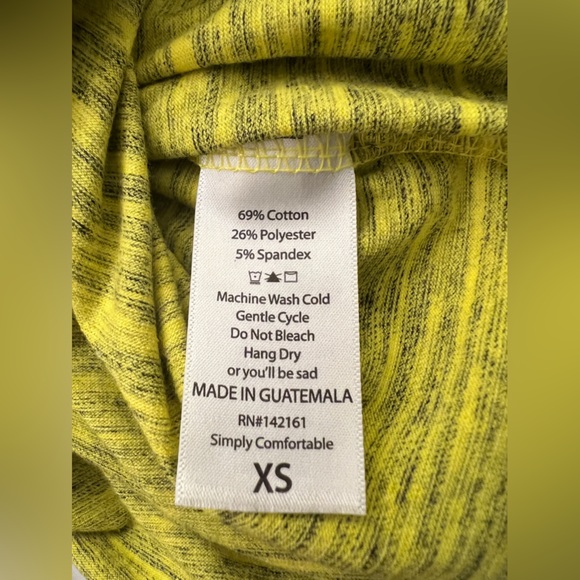 69% Cotton
26% Polyester
5% Spandex
Machine Wash Cold
Gentle Cycle
Do Not Bleach
Hang Dry
or you'll be sad
MADE IN GUATEMALA
RN#142161
Simply Comfortable
XS